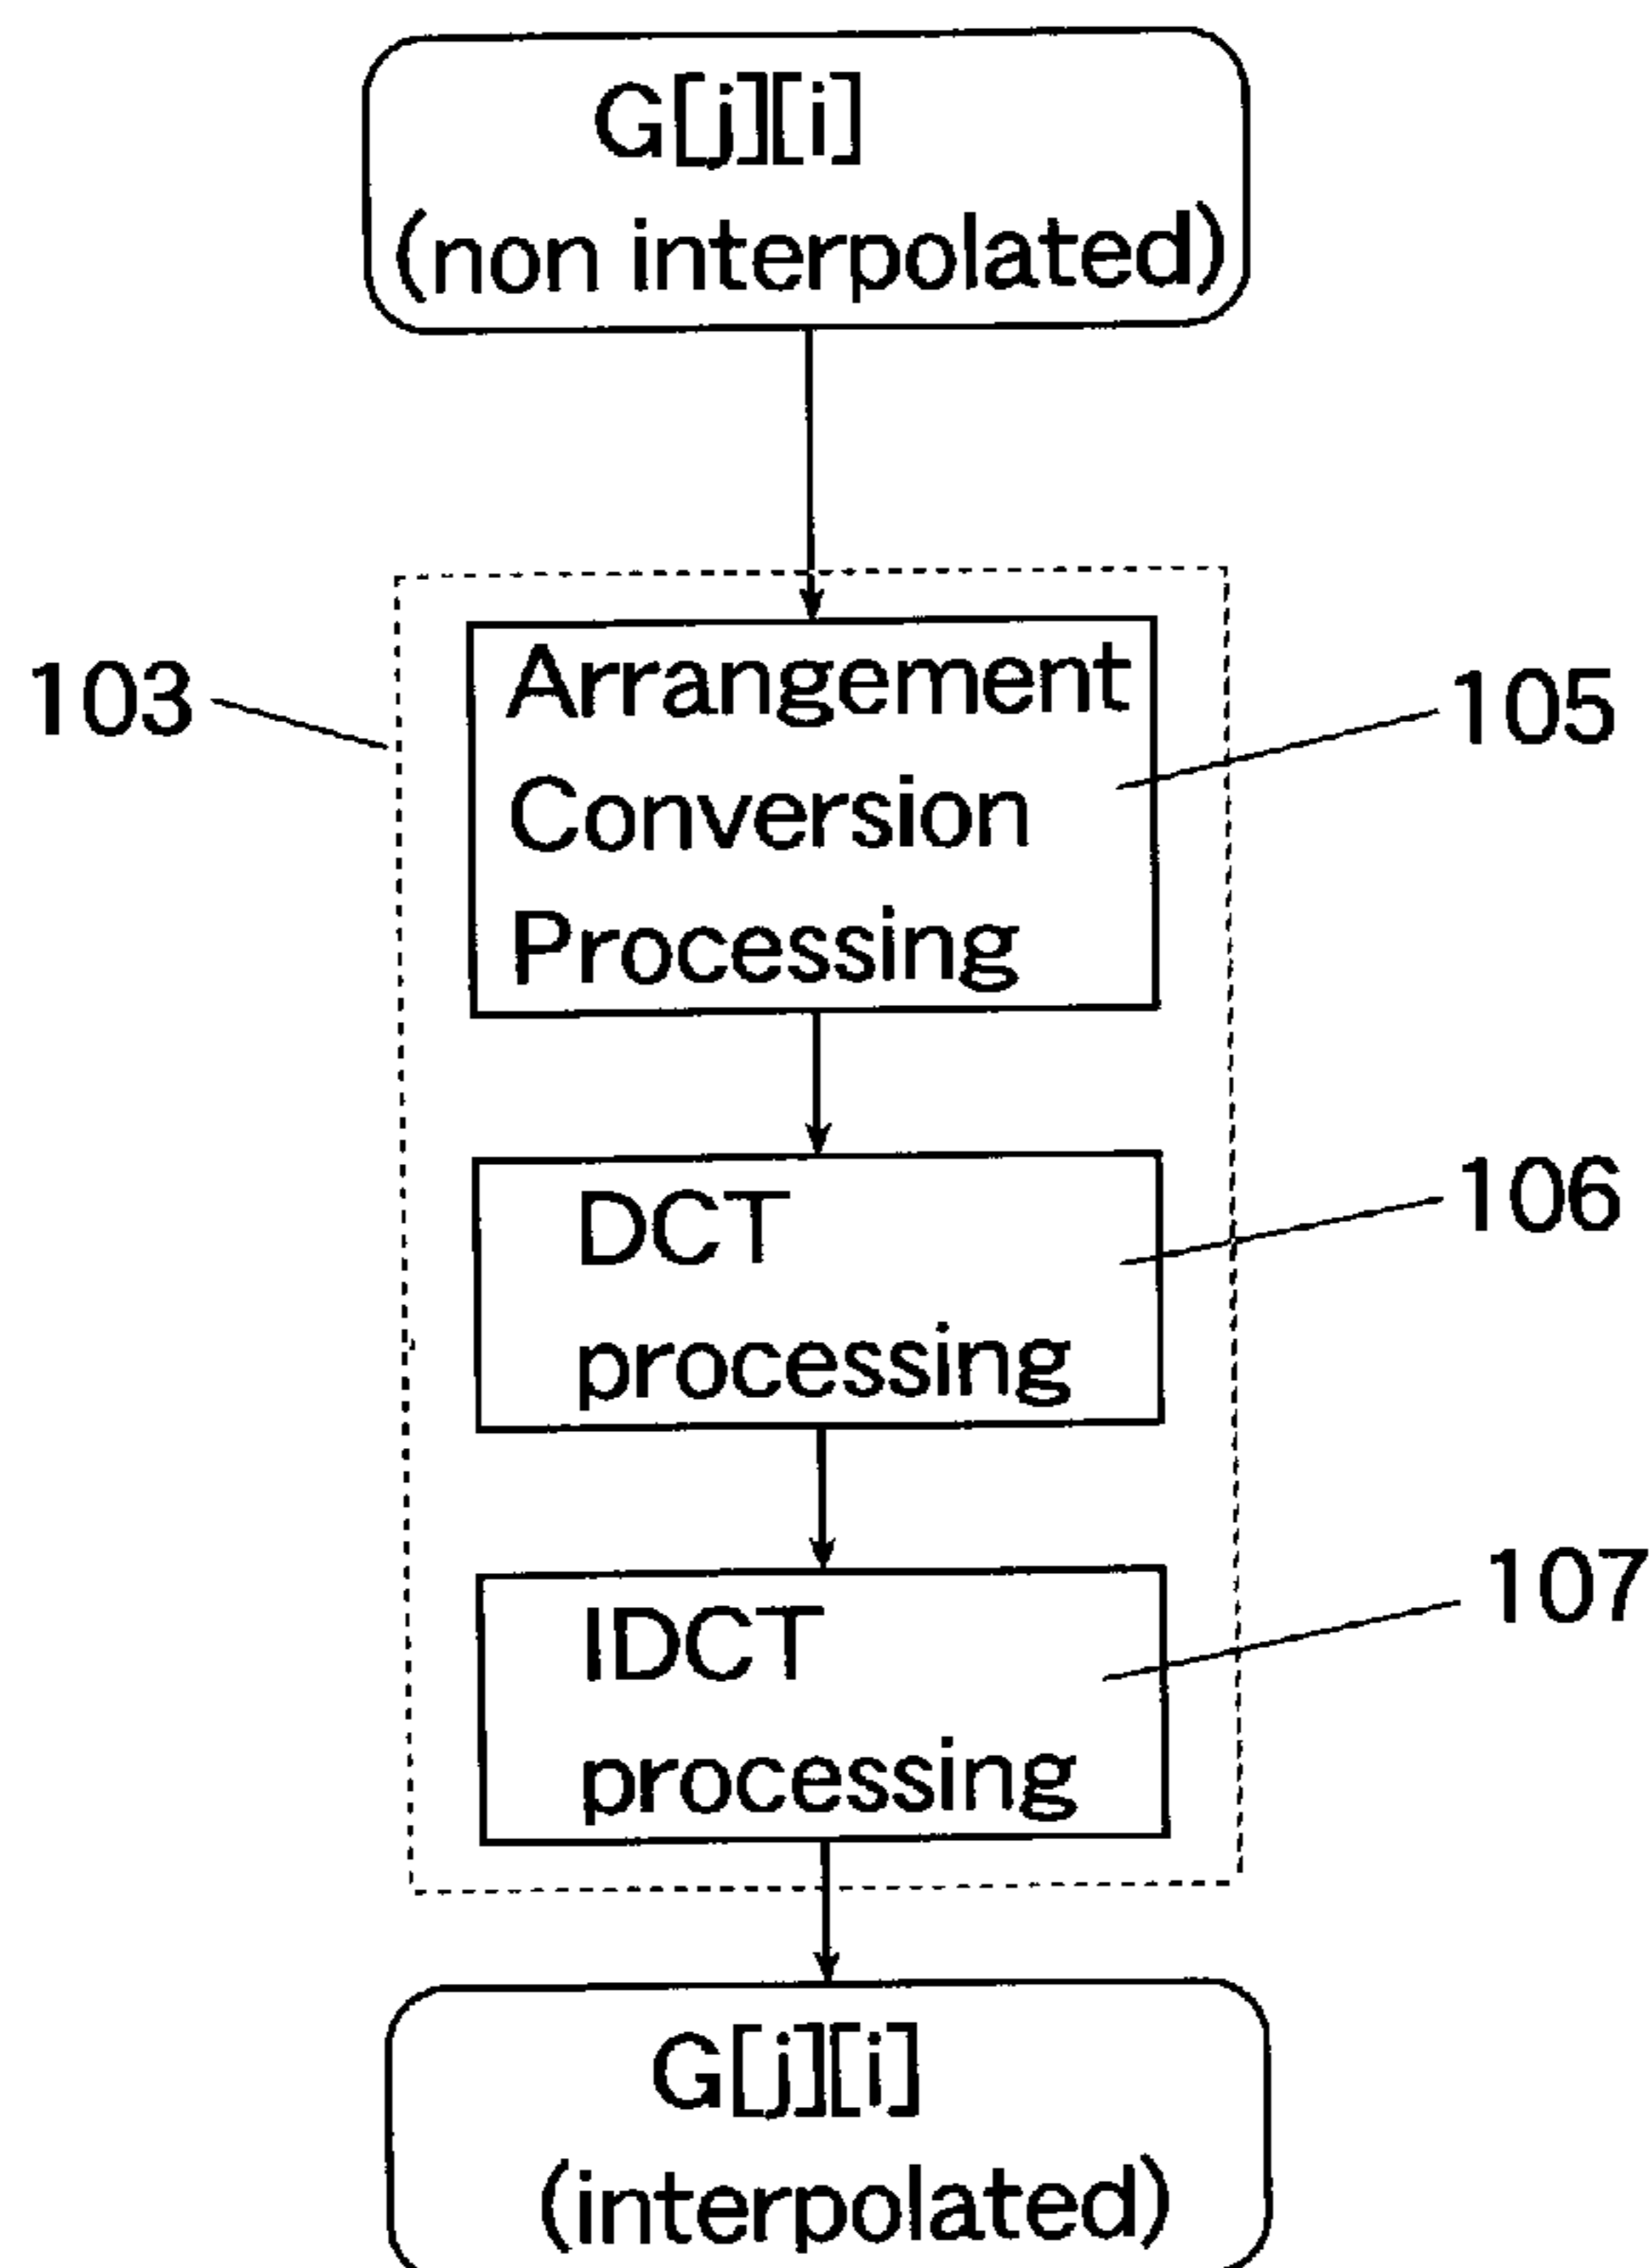 G[j][i]
(non interpolated)
103
Arrangement
Conversion
Processing
105
DCT
processing
106
IDCT
processing
107
G[j][i]
(interpolated)